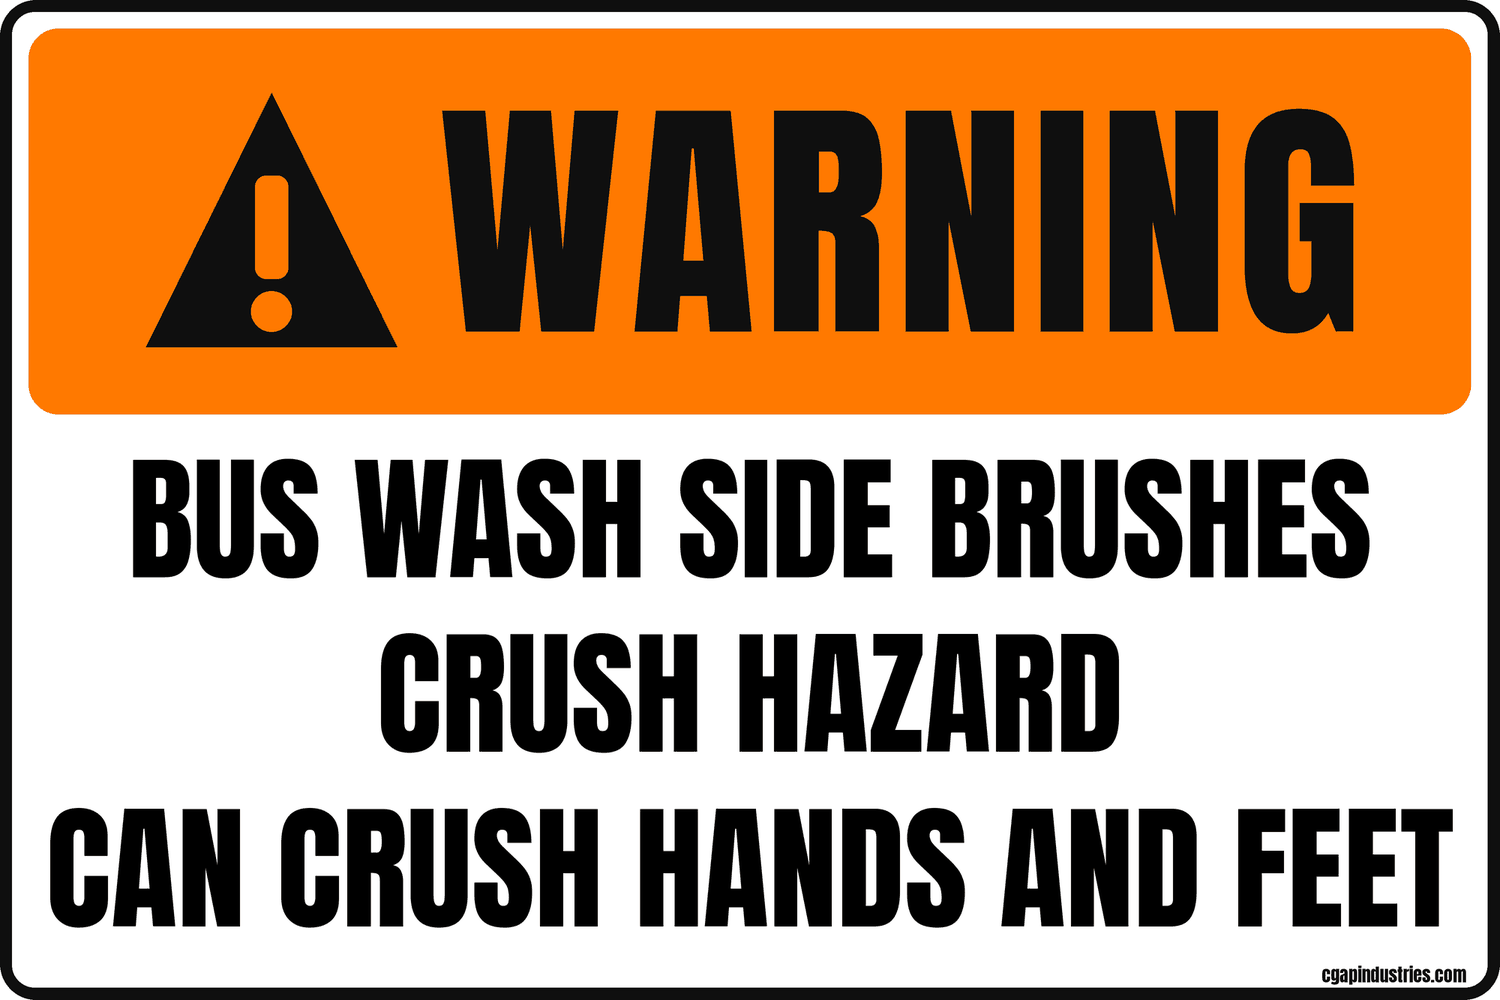 WARNING
BUS WASH SIDE BRUSHES
CRUSH HAZARD
CAN CRUSH HANDS AND FEET
cgapindustries.com